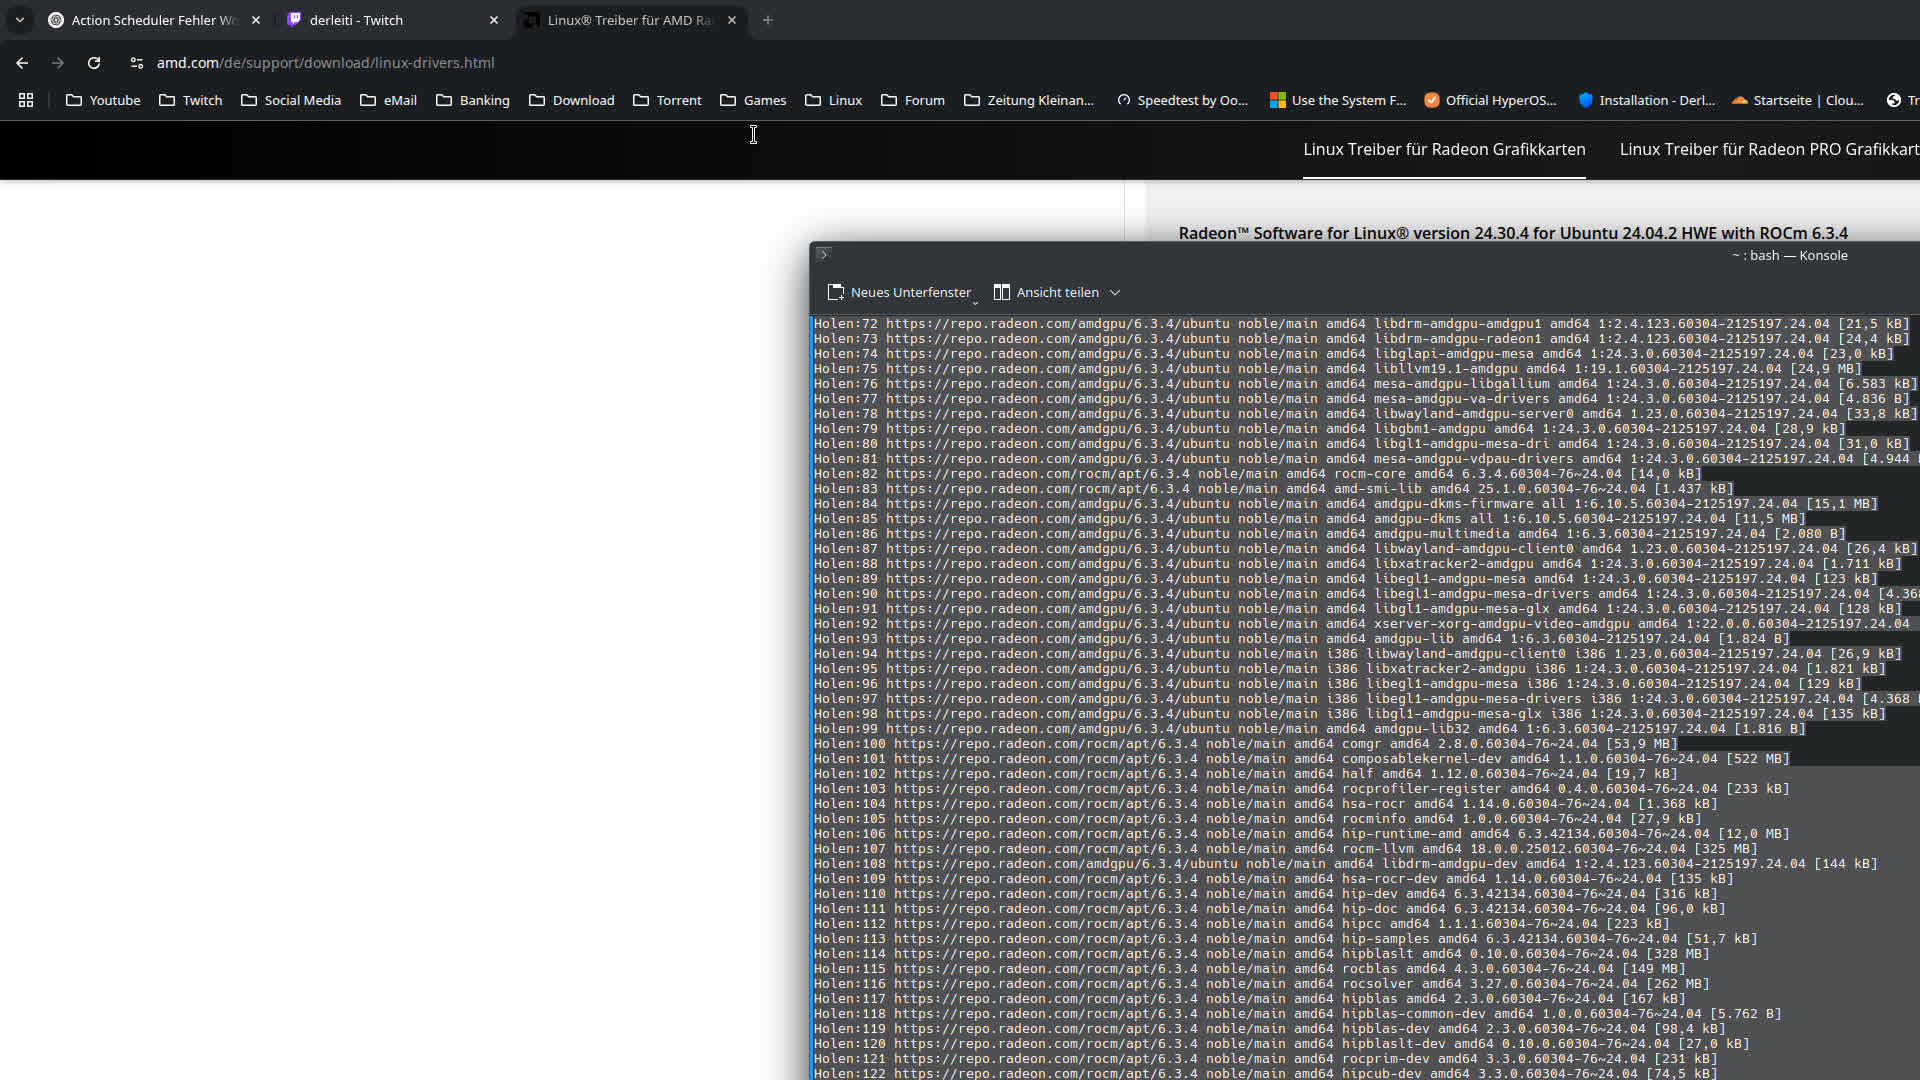 Action Scheduler Fehler Wo
derleiti - Twitch
Linux® Treiber für AMD Ra
amd.com/de/support/download/linux-drivers.html
Youtube Twitch Social Media eMail Banking Download Torrent Games Linux Forum Zeitung Kleinan... Speedtest by Oo... Use the System F... Official HyperOS... Installation - Derl... Startseite | Clou... Tr
Linux Treiber für Radeon Grafikkarten Linux Treiber für Radeon PRO Grafikkart
Radeon™ Software for Linux® version 24.30.4 for Ubuntu 24.04.2 HWE with ROCm 6.3.4
~ : bash — Konsole
Neues Unterfenster Ansicht teilen
Holen:72 https://repo.radeon.com/amdgpu/6.3.4/ubuntu noble/main amd64 libdrm-amdgpu-amdgpu1 amd64 1:2.4.123.60304-2125197.24.04 [21,5 kB]
Holen:73 https://repo.radeon.com/amdgpu/6.3.4/ubuntu noble/main amd64 libdrm-amdgpu-radeon1 amd64 1:2.4.123.60304-2125197.24.04 [24,4 kB]
Holen:74 https://repo.radeon.com/amdgpu/6.3.4/ubuntu noble/main amd64 libglapi-amdgpu-mesa amd64 1:24.3.0.60304-2125197.24.04 [23,0 kB]
Holen:75 https://repo.radeon.com/amdgpu/6.3.4/ubuntu noble/main amd64 libllvm19.1-amdgpu amd64 1:19.1.60304-2125197.24.04 [24,9 MB]
Holen:76 https://repo.radeon.com/amdgpu/6.3.4/ubuntu noble/main amd64 mesa-amdgpu-libgallium amd64 1:24.3.0.60304-2125197.24.04 [6.583 kB]
Holen:77 https://repo.radeon.com/amdgpu/6.3.4/ubuntu noble/main amd64 mesa-amdgpu-va-drivers amd64 1:24.3.0.60304-2125197.24.04 [4.836 B]
Holen:78 https://repo.radeon.com/amdgpu/6.3.4/ubuntu noble/main amd64 libwayland-amdgpu-server0 amd64 1.23.0.60304-2125197.24.04 [33,8 kB]
Holen:79 https://repo.radeon.com/amdgpu/6.3.4/ubuntu noble/main amd64 libgbm1-amdgpu amd64 1:24.3.0.60304-2125197.24.04 [28,9 kB]
Holen:80 https://repo.radeon.com/amdgpu/6.3.4/ubuntu noble/main amd64 libgl1-amdgpu-mesa-dri amd64 1:24.3.0.60304-2125197.24.04 [31,0 kB]
Holen:81 https://repo.radeon.com/amdgpu/6.3.4/ubuntu noble/main amd64 mesa-amdgpu-vdpau-drivers amd64 1:24.3.0.60304-2125197.24.04 [4.944
Holen:82 https://repo.radeon.com/rocm/apt/6.3.4 noble/main amd64 rocm-core amd64 6.3.4.60304-76~24.04 [14,0 kB]
Holen:83 https://repo.radeon.com/rocm/apt/6.3.4 noble/main amd64 amd-smi-lib amd64 25.1.0.60304-76~24.04 [1.437 kB]
Holen:84 https://repo.radeon.com/amdgpu/6.3.4/ubuntu noble/main amd64 amdgpu-dkms-firmware all 1:6.10.5.60304-2125197.24.04 [15,1 MB]
Holen:85 https://repo.radeon.com/amdgpu/6.3.4/ubuntu noble/main amd64 amdgpu-dkms all 1:6.10.5.60304-2125197.24.04 [11,5 MB]
Holen:86 https://repo.radeon.com/amdgpu/6.3.4/ubuntu noble/main amd64 amdgpu-multimedia amd64 1:6.3.60304-2125197.24.04 [2.080 B]
Holen:87 https://repo.radeon.com/amdgpu/6.3.4/ubuntu noble/main amd64 libwayland-amdgpu-client0 amd64 1.23.0.60304-2125197.24.04 [26,4 kB]
Holen:88 https://repo.radeon.com/amdgpu/6.3.4/ubuntu noble/main amd64 libxatracker2-amdgpu amd64 1:24.3.0.60304-2125197.24.04 [1.711 kB]
Holen:89 https://repo.radeon.com/amdgpu/6.3.4/ubuntu noble/main amd64 libegl1-amdgpu-mesa amd64 1:24.3.0.60304-2125197.24.04 [123 kB]
Holen:90 https://repo.radeon.com/amdgpu/6.3.4/ubuntu noble/main amd64 libegl1-amdgpu-mesa-drivers amd64 1:24.3.0.60304-2125197.24.04 [4.368
Holen:91 https://repo.radeon.com/amdgpu/6.3.4/ubuntu noble/main amd64 libgl1-amdgpu-mesa-glx amd64 1:24.3.0.60304-2125197.24.04 [128 kB]
Holen:92 https://repo.radeon.com/amdgpu/6.3.4/ubuntu noble/main amd64 xserver-xorg-amdgpu-video-amdgpu amd64 1:22.0.0.60304-2125197.24.04
Holen:93 https://repo.radeon.com/amdgpu/6.3.4/ubuntu noble/main amd64 amdgpu-lib amd64 1:6.3.60304-2125197.24.04 [1.824 B]
Holen:94 https://repo.radeon.com/amdgpu/6.3.4/ubuntu noble/main i386 libwayland-amdgpu-client0 i386 1.23.0.60304-2125197.24.04 [26,9 kB]
Holen:95 https://repo.radeon.com/amdgpu/6.3.4/ubuntu noble/main i386 libxatracker2-amdgpu i386 1:24.3.0.60304-2125197.24.04 [1.821 kB]
Holen:96 https://repo.radeon.com/amdgpu/6.3.4/ubuntu noble/main i386 libegl1-amdgpu-mesa i386 1:24.3.0.60304-2125197.24.04 [129 kB]
Holen:97 https://repo.radeon.com/amdgpu/6.3.4/ubuntu noble/main i386 libegl1-amdgpu-mesa-drivers i386 1:24.3.0.60304-2125197.24.04 [4.368
Holen:98 https://repo.radeon.com/amdgpu/6.3.4/ubuntu noble/main i386 libgl1-amdgpu-mesa-glx i386 1:24.3.0.60304-2125197.24.04 [135 kB]
Holen:99 https://repo.radeon.com/amdgpu/6.3.4/ubuntu noble/main amd64 amdgpu-lib32 amd64 1:6.3.60304-2125197.24.04 [1.816 B]
Holen:100 https://repo.radeon.com/rocm/apt/6.3.4 noble/main amd64 comgr amd64 2.8.0.60304-76~24.04 [53,9 MB]
Holen:101 https://repo.radeon.com/rocm/apt/6.3.4 noble/main amd64 composablekernel-dev amd64 1.1.0.60304-76~24.04 [522 MB]
Holen:102 https://repo.radeon.com/rocm/apt/6.3.4 noble/main amd64 half amd64 1.12.0.60304-76~24.04 [19,7 kB]
Holen:103 https://repo.radeon.com/rocm/apt/6.3.4 noble/main amd64 rocprofiler-register amd64 0.4.0.60304-76~24.04 [233 kB]
Holen:104 https://repo.radeon.com/rocm/apt/6.3.4 noble/main amd64 hsa-rocr amd64 1.14.0.60304-76~24.04 [1.368 kB]
Holen:105 https://repo.radeon.com/rocm/apt/6.3.4 noble/main amd64 rocminfo amd64 1.0.0.60304-76~24.04 [27,9 kB]
Holen:106 https://repo.radeon.com/rocm/apt/6.3.4 noble/main amd64 hip-runtime-amd amd64 6.3.42134.60304-76~24.04 [12,0 MB]
Holen:107 https://repo.radeon.com/rocm/apt/6.3.4 noble/main amd64 rocm-llvm amd64 18.0.0.25012.60304-76~24.04 [325 MB]
Holen:108 https://repo.radeon.com/amdgpu/6.3.4/ubuntu noble/main amd64 libdrm-amdgpu-dev amd64 1:2.4.123.60304-2125197.24.04 [144 kB]
Holen:109 https://repo.radeon.com/rocm/apt/6.3.4 noble/main amd64 hsa-rocr-dev amd64 1.14.0.60304-76~24.04 [135 kB]
Holen:110 https://repo.radeon.com/rocm/apt/6.3.4 noble/main amd64 hip-dev amd64 6.3.42134.60304-76~24.04 [316 kB]
Holen:111 https://repo.radeon.com/rocm/apt/6.3.4 noble/main amd64 hip-doc amd64 6.3.42134.60304-76~24.04 [96,0 kB]
Holen:112 https://repo.radeon.com/rocm/apt/6.3.4 noble/main amd64 hipcc amd64 1.1.1.60304-76~24.04 [223 kB]
Holen:113 https://repo.radeon.com/rocm/apt/6.3.4 noble/main amd64 hip-samples amd64 6.3.42134.60304-76~24.04 [51,7 kB]
Holen:114 https://repo.radeon.com/rocm/apt/6.3.4 noble/main amd64 hipblaslt amd64 0.10.0.60304-76~24.04 [328 MB]
Holen:115 https://repo.radeon.com/rocm/apt/6.3.4 noble/main amd64 rocblas amd64 4.3.0.60304-76~24.04 [149 MB]
Holen:116 https://repo.radeon.com/rocm/apt/6.3.4 noble/main amd64 rocsolver amd64 3.27.0.60304-76~24.04 [262 MB]
Holen:117 https://repo.radeon.com/rocm/apt/6.3.4 noble/main amd64 hipblas amd64 2.3.0.60304-76~24.04 [167 kB]
Holen:118 https://repo.radeon.com/rocm/apt/6.3.4 noble/main amd64 hipblas-common-dev amd64 1.0.0.60304-76~24.04 [5.762 B]
Holen:119 https://repo.radeon.com/rocm/apt/6.3.4 noble/main amd64 hipblas-dev amd64 2.3.0.60304-76~24.04 [98,4 kB]
Holen:120 https://repo.radeon.com/rocm/apt/6.3.4 noble/main amd64 hipblaslt-dev amd64 0.10.0.60304-76~24.04 [27,0 kB]
Holen:121 https://repo.radeon.com/rocm/apt/6.3.4 noble/main amd64 rocprim-dev amd64 3.3.0.60304-76~24.04 [231 kB]
Holen:122 https://repo.radeon.com/rocm/apt/6.3.4 noble/main amd64 hipcub-dev amd64 3.3.0.60304-76~24.04 [74,5 kB]